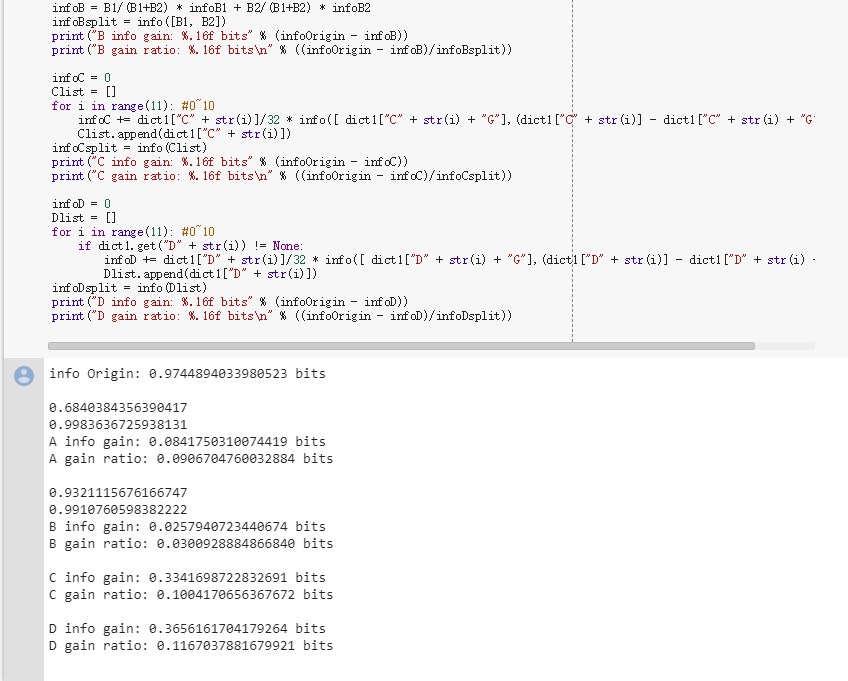 infoB = B1/(B1+B2) * infoB1 + B2/(B1+B2) * infoB2
infoBsplit = info([B1, B2])
print("B info gain: %.16f bits" % (infoOrigin - infoB))
print("B gain ratio: %.16f bits\n" % ((infoOrigin - infoB)/infoBsplit))
infoC = 0
Clist = []
for i in range(11): #0~10
infoC += dict1["C" + str(i)]/32 * info([ dict1["C" + str(i) + "G"],(dict1["C" + str(i)] - dict1["C" + str(i) + "G"
Clist.append(dict1["C" + str(i)])
infoCsplit = info(Clist)
print("C info gain: %.16f bits" % (infoOrigin - infoC))
print("C gain ratio: %.16f bits\n" % ((infoOrigin - infoC)/infoCsplit))
infoD = 0
Dlist = []
for i in range(11): #0~10
if dict1.get("D" + str(i)) != None:
infoD += dict1["D" + str(i)]/32 * info([ dict1["D" + str(i) + "G"],(dict1["D" + str(i)] - dict1["D" + str(i) +
Dlist.append(dict1["D" + str(i)])
infoDsplit = info(Dlist)
print("D info gain: %.16f bits" % (infoOrigin - infoD))
print("D gain ratio: %.16f bits\n" % ((infoOrigin - infoD)/infoDsplit))
info Origin: 0.9744894033980523 bits
0.6840384356390417
0.9983636725938131
A info gain: 0.0841750310074419 bits
A gain ratio: 0.0906704760032884 bits
0.9321115676166747
0.9910760598382222
B info gain: 0.0257940723440674 bits
B gain ratio: 0.0300928884866840 bits
C info gain: 0.3341698722832691 bits
C gain ratio: 0.1004170656367672 bits
D info gain: 0.3656161704179264 bits
D gain ratio: 0.1167037881679921 bits